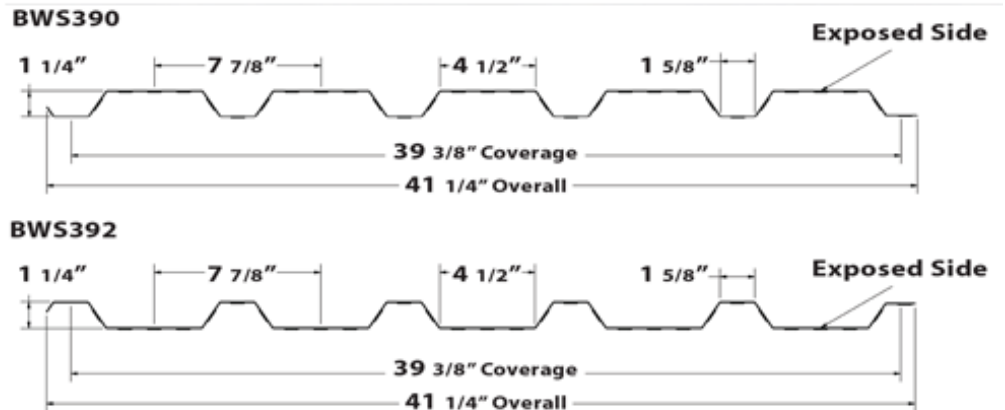 BWS390
Exposed Side
1 1/4” 7 7/8” 4 1/2” 1 5/8”
39 3/8” Coverage
41 1/4” Overall
BWS392
1 1/4” 7 7/8” 4 1/2” 1 5/8” Exposed Side
39 3/8” Coverage
41 1/4” Overall